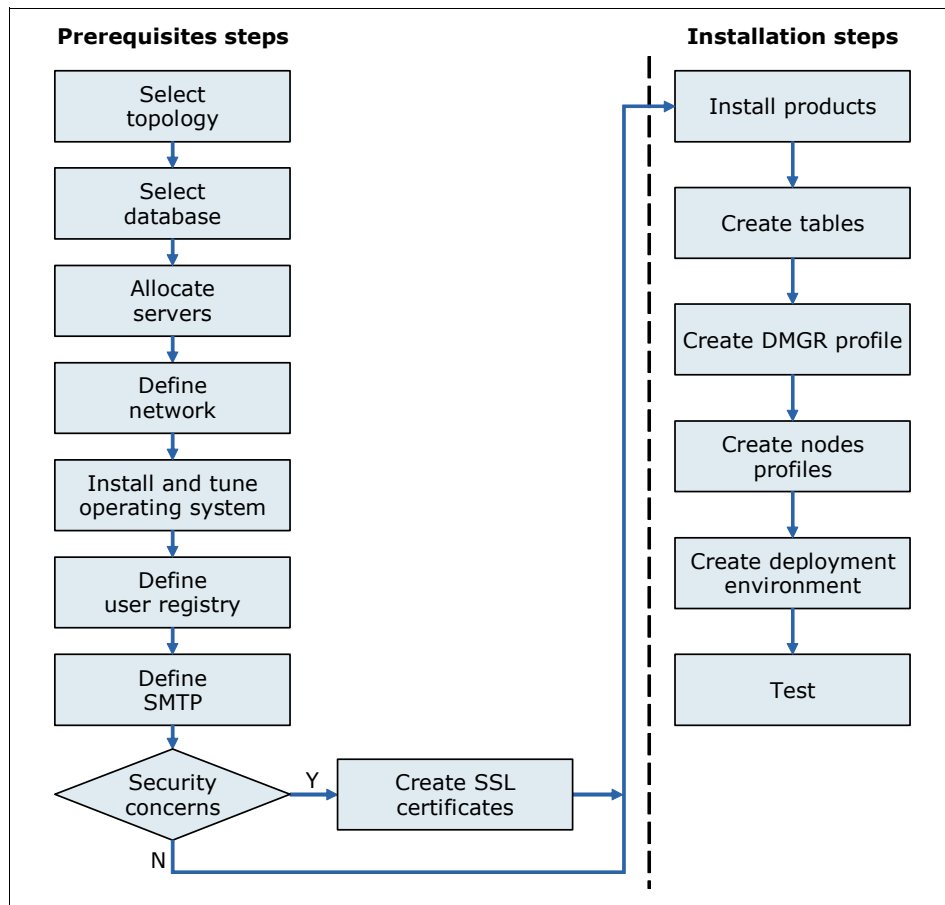 Prerequisites steps
Select
topology
Select
database
Allocate
servers
Define
network
Install and tune
operating system
Define
user registry
Define
SMTP
Security
concerns
Y
N
Create SSL
certificates
Installation steps
Install products
Create tables
Create DMGR profile
Create nodes
profiles
Create deployment
environment
Test